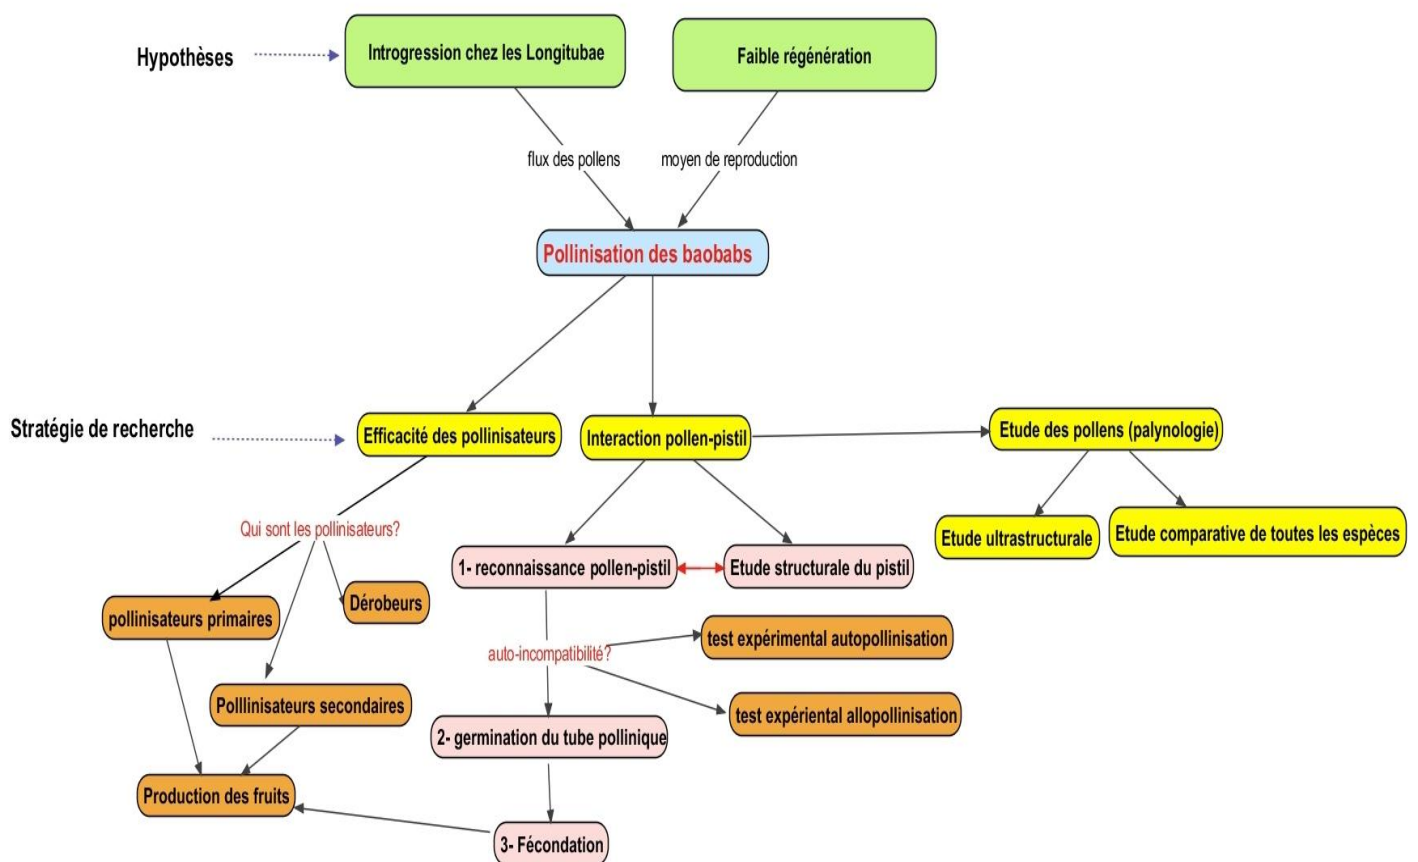 Hypothèses
Introgression chez les Longitubae
Faible régénération
flux des pollens
moyen de reproduction
Pollinisation des baobabs
Stratégie de recherche
Efficacité des pollinisateurs
Interaction pollen-pistil
Etude des pollens (palynologie)
Qui sont les pollinisateurs?
Etude ultrastructurale
Etude comparative de toutes les espèces
1- reconnaissance pollen-pistil
Etude structurale du pistil
pollinisateurs primaires
Dérobeurs
auto-incompatibilité?
test expérimental autopollinisation
Polllinisateurs secondaires
test expériental allopollinisation
2- germination du tube pollinique
Production des fruits
3- Fécondation